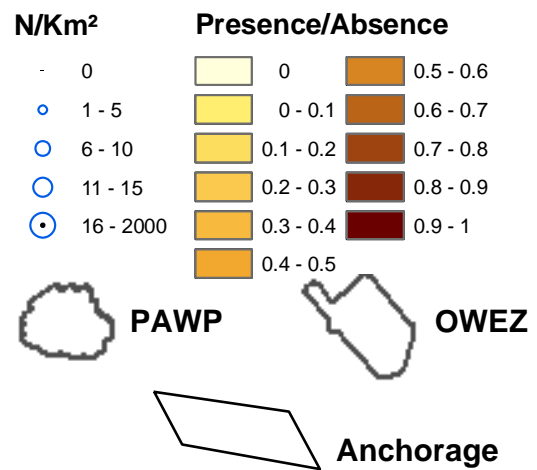 N/Km² Presence/Absence
- 0 0 0.5 - 0.6
1 - 5 0 - 0.1 0.6 - 0.7
6 - 10 0.1 - 0.2 0.7 - 0.8
11 - 15 0.2 - 0.3 0.8 - 0.9
16 - 2000 0.3 - 0.4 0.9 - 1
0.4 - 0.5
PAWP OWEZ
Anchorage